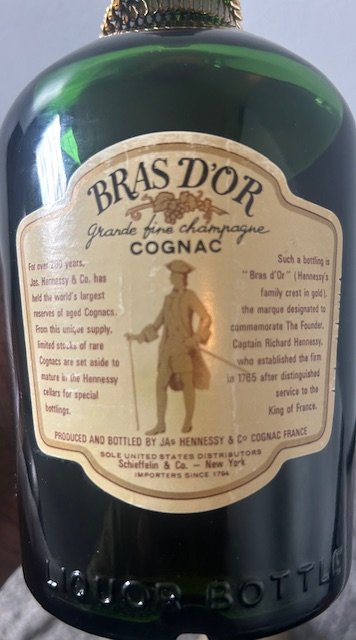 BRAS D'OR
grande fine champagne
COGNAC
For over 200 years,
Jas. Hennessy & Co. has
held the world's largest
reserves of aged Cognacs.
From this unique supply,
limited stocks of rare
Cognacs are set aside to
mature in the Hennessy
cellars for special
bottlings.
Such a bottling is
"Bras d'Or" (Hennessy's
family crest in gold),
the marque designated to
commemorate The Founder,
Captain Richard Hennessy,
who established the firm
in 1765 after distinguished
service to the
King of France.
PRODUCED AND BOTTLED BY JAs HENNESSY & Co COGNAC FRANCE
SOLE UNITED STATES DISTRIBUTORS
Schieffelin & Co. – New York
IMPORTERS SINCE 1794
LIQUOR BOTTLE